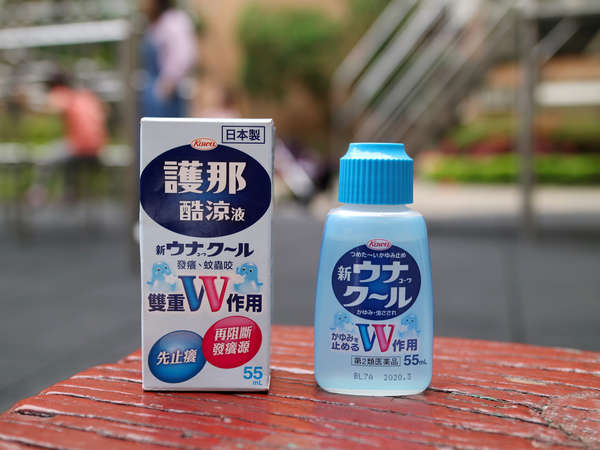 日本製
Kowa
護那
酷涼液
新ウナコーワクール
發癢、蚊蟲咬
雙重W作用
先止癢
再阻斷
發癢源
55mL
Kowa
つめた〜いかゆみ止め
新ウナコーワ
クール
かゆみ・虫さされ
かゆみを
止めるW作用
第2類医薬品 55mL
BL7A 2020.3